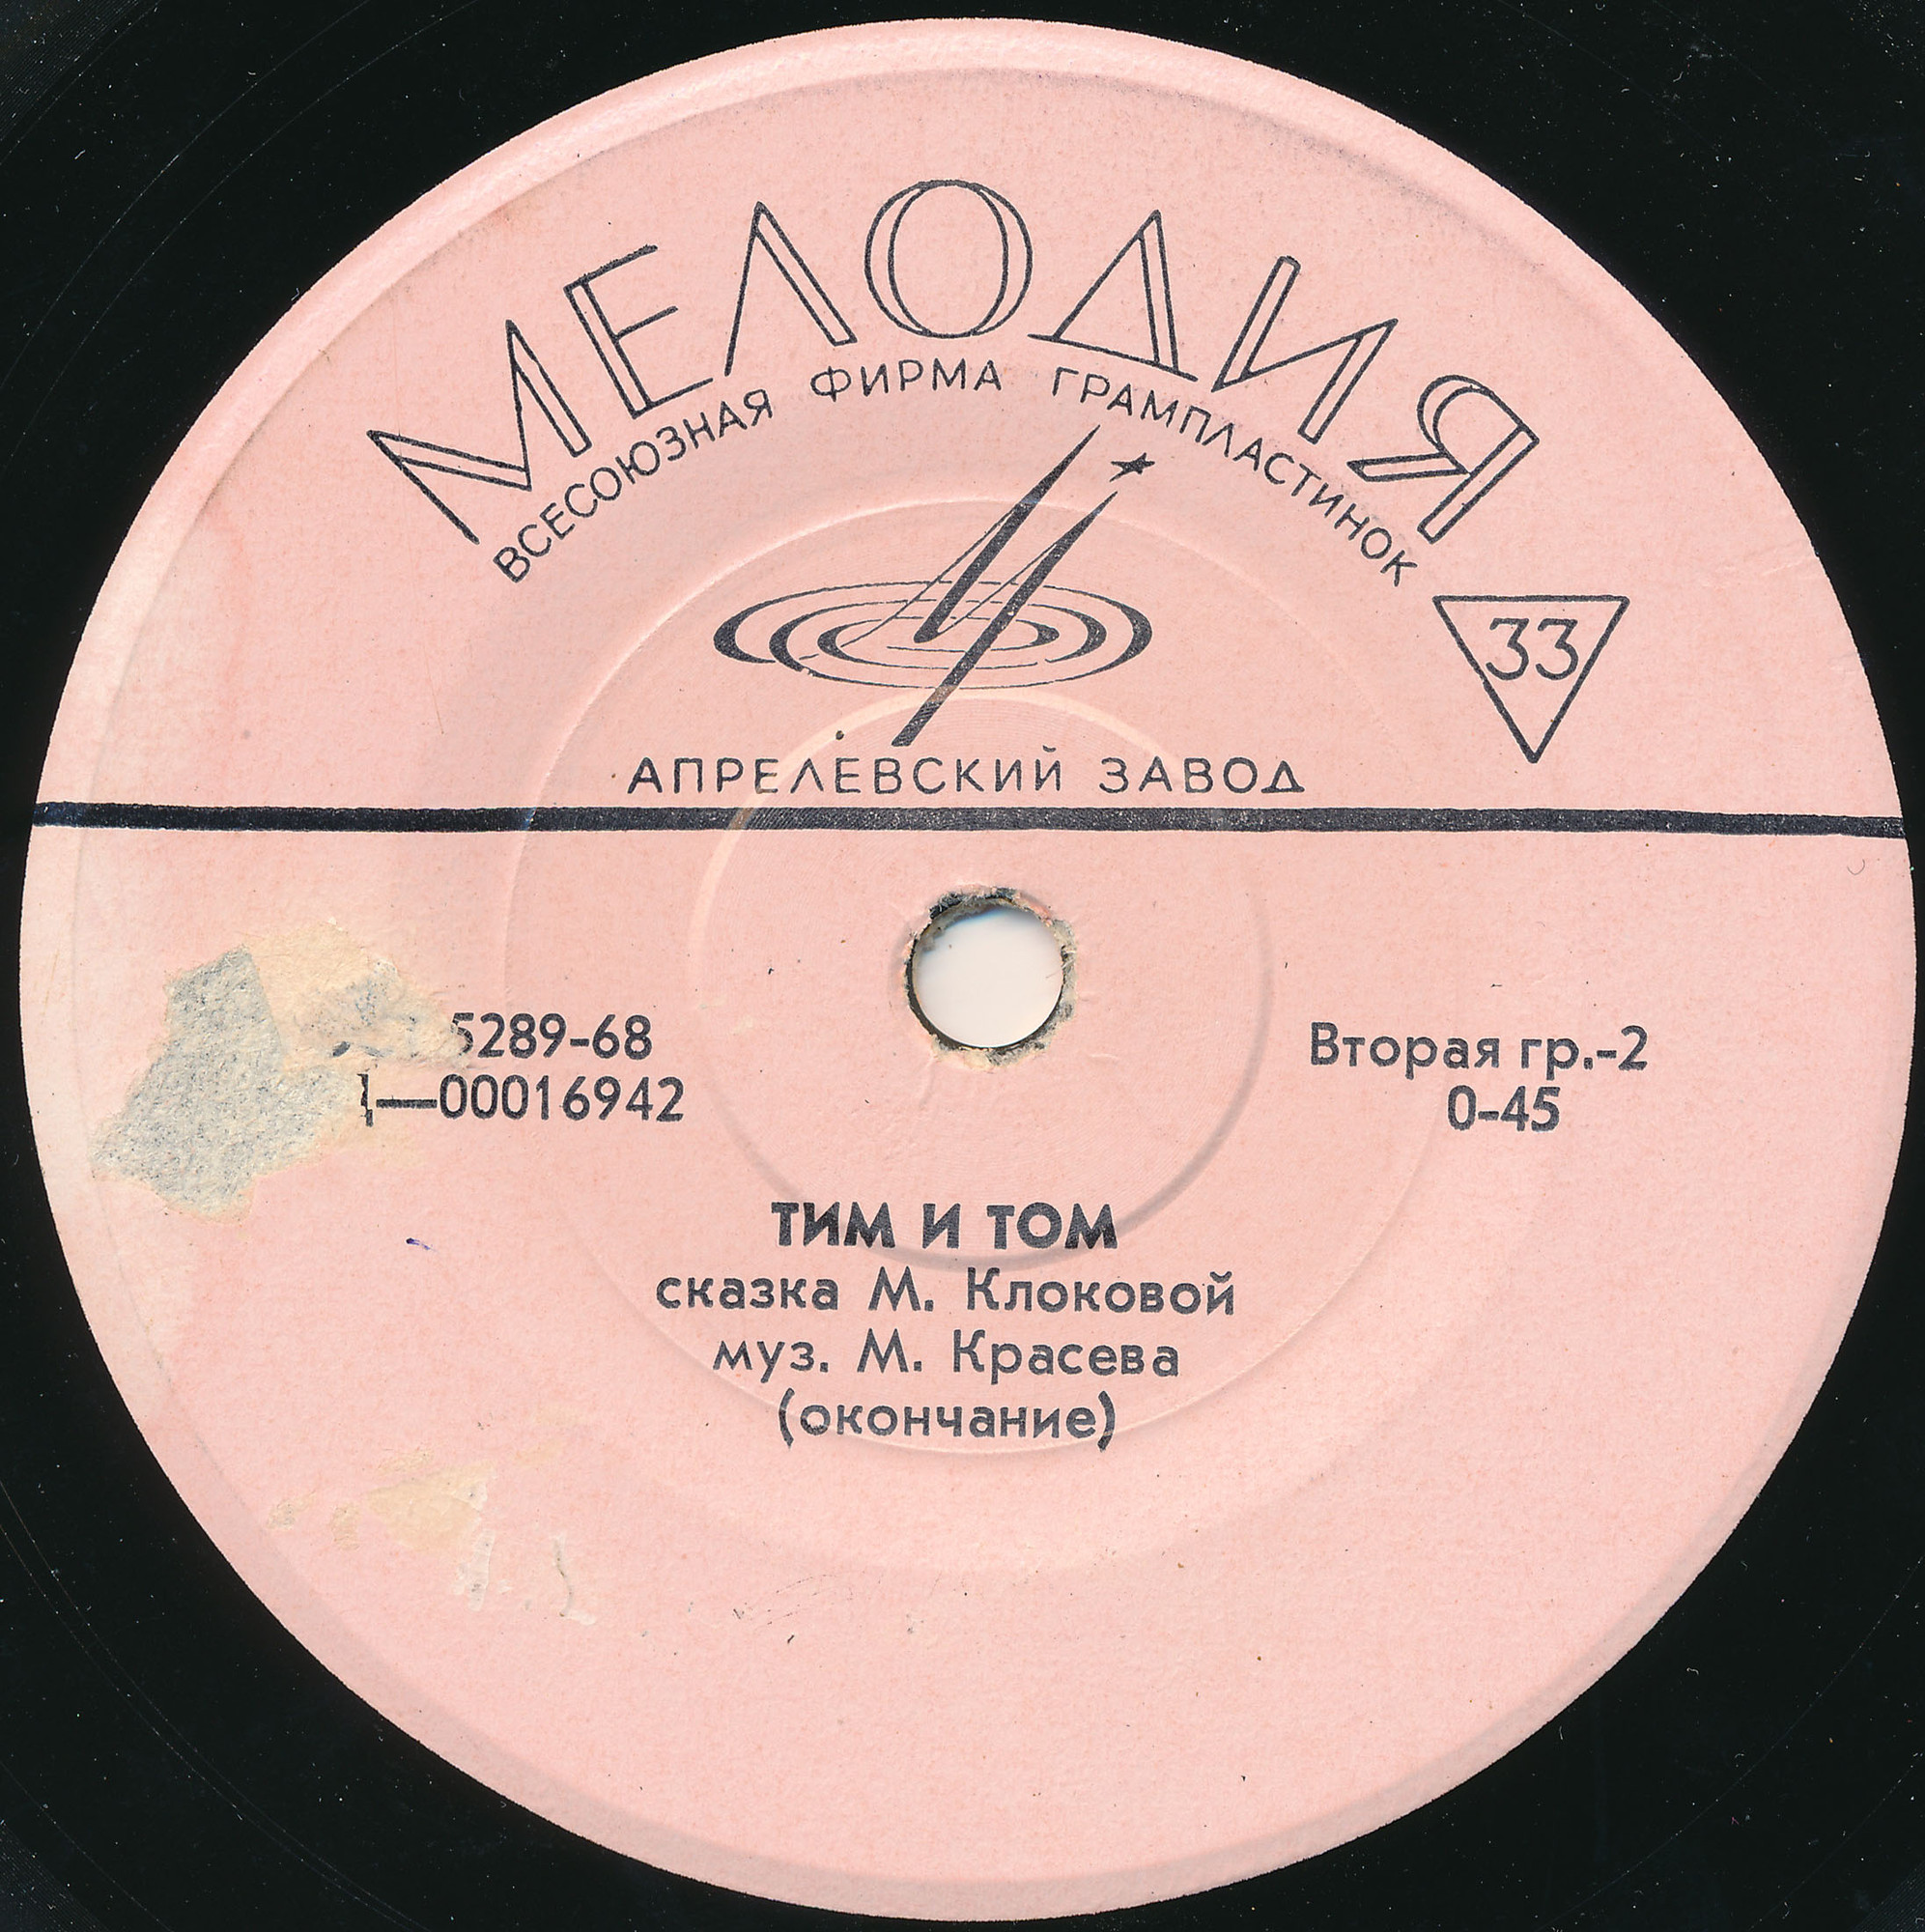 МЕЛОДИЯ
ВСЕСОЮЗНАЯ ФИРМА ГРАМПЛАСТИНОК
33
АПРЕЛЕВСКИЙ ЗАВОД
5289-68
—00016942
Вторая гр.-2
0-45
ТИМ И ТОМ
сказка М. Клоковой
муз. М. Красева
(окончание)